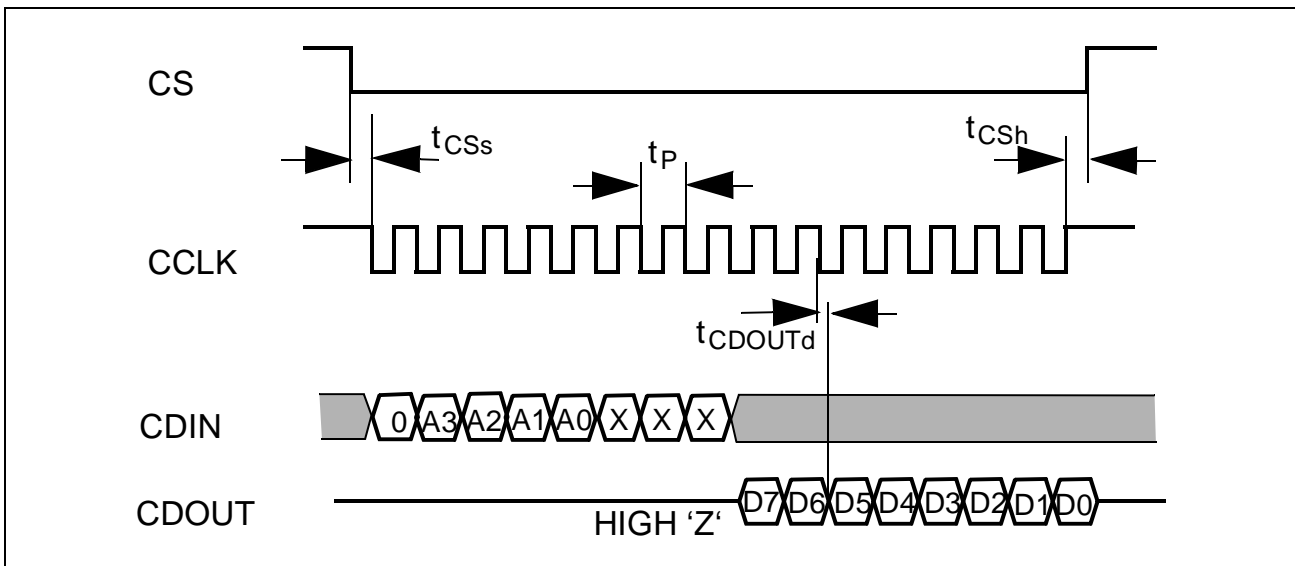 CS
tCSs
tP
tCSh
CCLK
tCDOUTd
CDIN
0 A3 A2 A1 A0 X X X
CDOUT
HIGH ‘Z‘
D7 D6 D5 D4 D3 D2 D1 D0